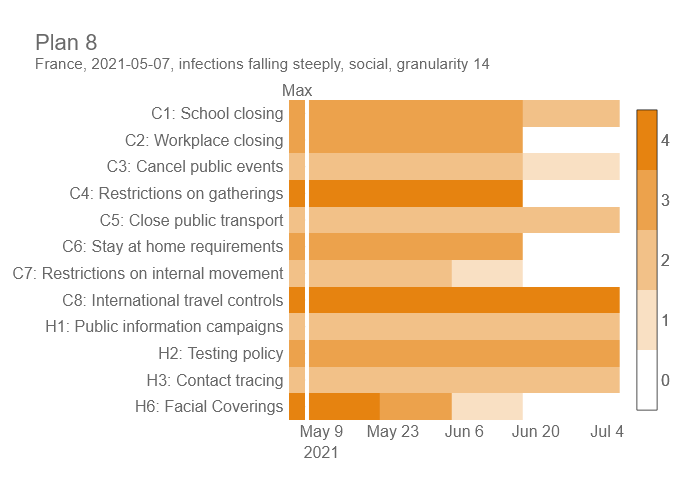 Plan 8
France, 2021-05-07, infections falling steeply, social, granularity 14
Max
C1: School closing
C2: Workplace closing
C3: Cancel public events
C4: Restrictions on gatherings
C5: Close public transport
C6: Stay at home requirements
C7: Restrictions on internal movement
C8: International travel controls
H1: Public information campaigns
H2: Testing policy
H3: Contact tracing
H6: Facial Coverings
May 9 May 23 Jun 6 Jun 20 Jul 4
2021
4
3
2
1
0